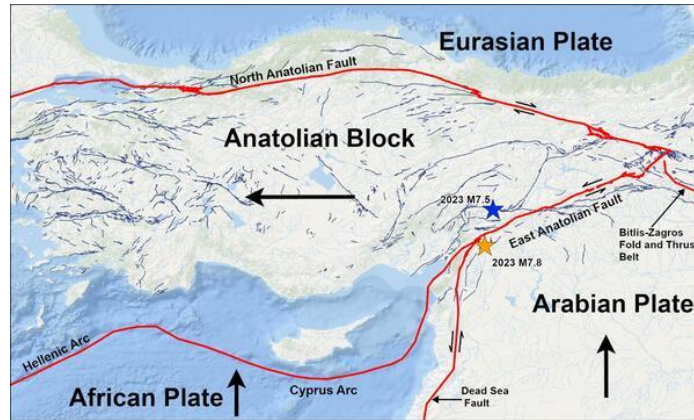 Eurasian Plate
North Anatolian Fault
Anatolian Block
2023 M7.5
East Anatolian Fault
2023 M7.8
Bitlis-Zagros
Fold and Thrus
Belt
Arabian Plate
Hellenic Arc
African Plate
Cyprus Arc
Dead Sea
Fault